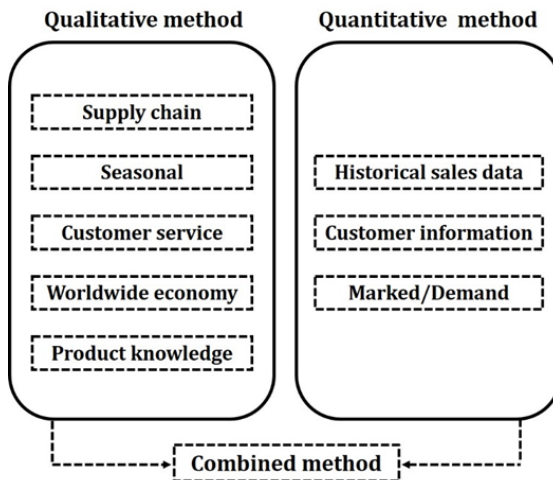 Qualitative method
Supply chain
Seasonal
Customer service
Worldwide economy
Product knowledge
Quantitative method
Historical sales data
Customer information
Marked/Demand
Combined method